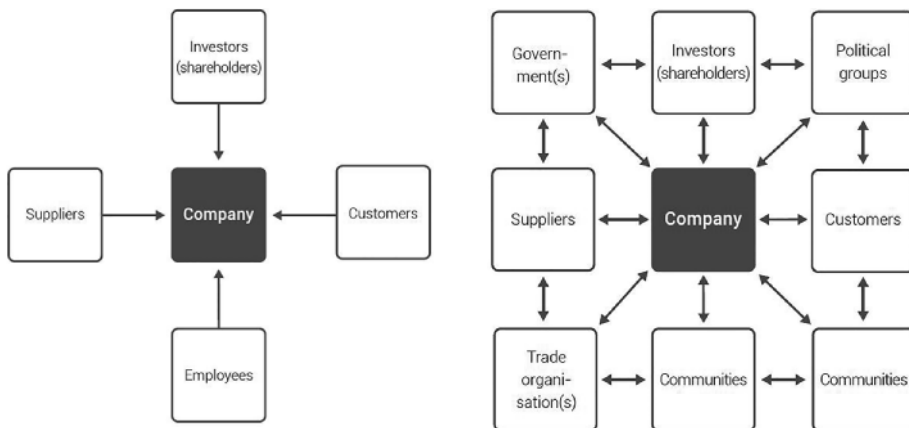 Investors
(shareholders)
Suppliers
Company
Customers
Employees
Govern-
ment(s)
Investors
(shareholders)
Political
groups
Suppliers
Company
Customers
Trade
organi-
sation(s)
Communities
Communities